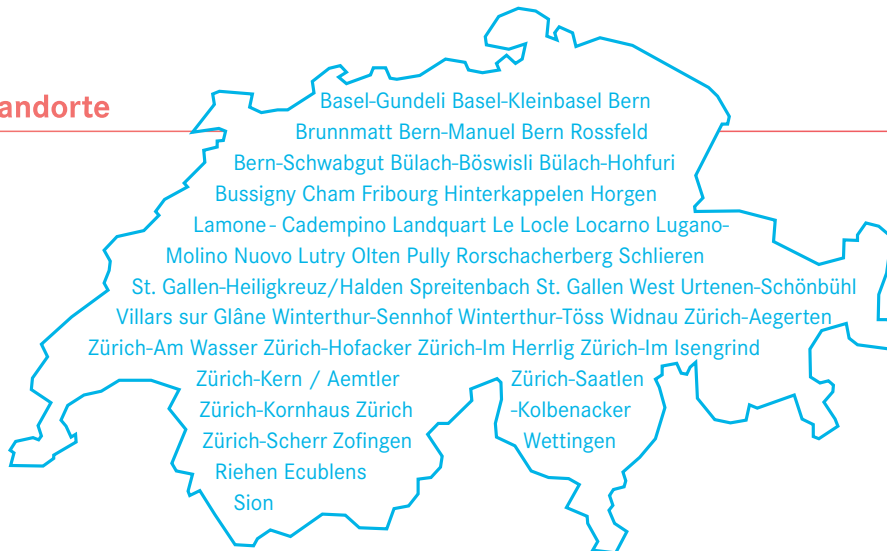 andorte
Basel-Gundeli Basel-Kleinbasel Bern
Brunnmatt Bern-Manuel Bern Rossfeld
Bern-Schwabgut Bülach-Böswisli Bülach-Hohfuri
Bussigny Cham Fribourg Hinterkappelen Horgen
Lamone- Cadempino Landquart Le Locle Locarno Lugano-
Molino Nuovo Lutry Olten Pully Rorschacherberg Schlieren
St. Gallen-Heiligkreuz/Halden Spreitenbach St. Gallen West Urtenen-Schönbühl
Villars sur Glâne Winterthur-Sennhof Winterthur-Töss Widnau Zürich-Aegerten
Zürich-Am Wasser Zürich-Hofacker Zürich-Im Herrlig Zürich-Im Isengrind
Zürich-Kern / Aemtler
Zürich-Kornhaus Zürich
Zürich-Scherr Zofingen
Riehen Ecublens
Sion
Zürich-Saatlen
-Kolbenacker
Wettingen